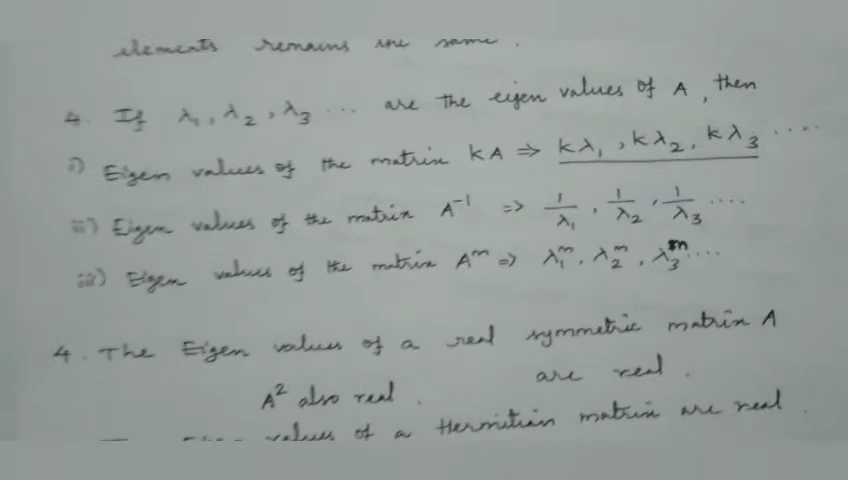 elements remains the same.
4. If λ₁, λ₂, λ₃ ... are the eigen values of A, then
i) Eigen values of the matrix kA ⇒ kλ₁, kλ₂, kλ₃ ....
ii) Eigen values of the matrix A⁻¹ ⇒ 1/λ₁, 1/λ₂, 1/λ₃ ....
iii) Eigen values of the matrix Aᵐ ⇒ λ₁ᵐ, λ₂ᵐ, λ₃ᵐ ...
4. The Eigen values of a real symmetric matrix A
are real.
A² also real.
values of a Hermitian matrix are real.